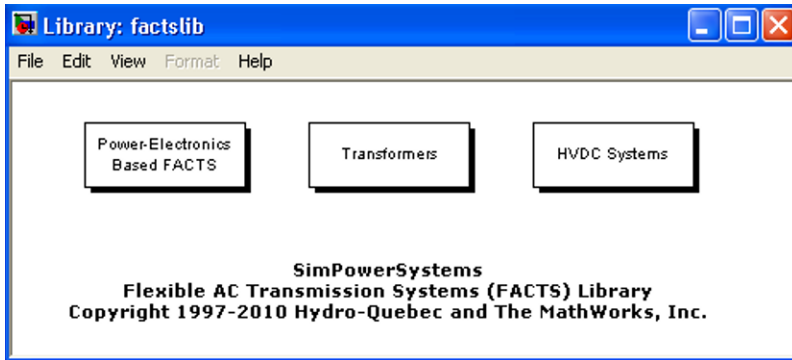 Library: factslib
File Edit View Format Help
Power-Electronics
Based FACTS
Transformers
HVDC Systems
SimPowerSystems
Flexible AC Transmission Systems (FACTS) Library
Copyright 1997-2010 Hydro-Quebec and The MathWorks, Inc.